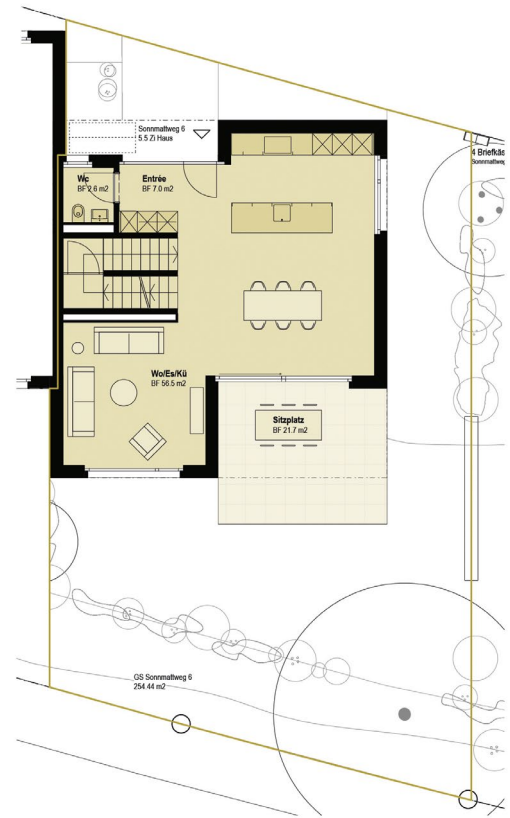 Sonnmattweg 6
5.5 Zi Haus
4 Briefkäs
Sonnmattweg
Wc
BF 2.6 m2
Entrée
BF 7.0 m2
Wo/Es/Kü
BF 56.5 m2
Sitzplatz
BF 21.7 m2
GS Sonnmattweg 6
254.44 m2